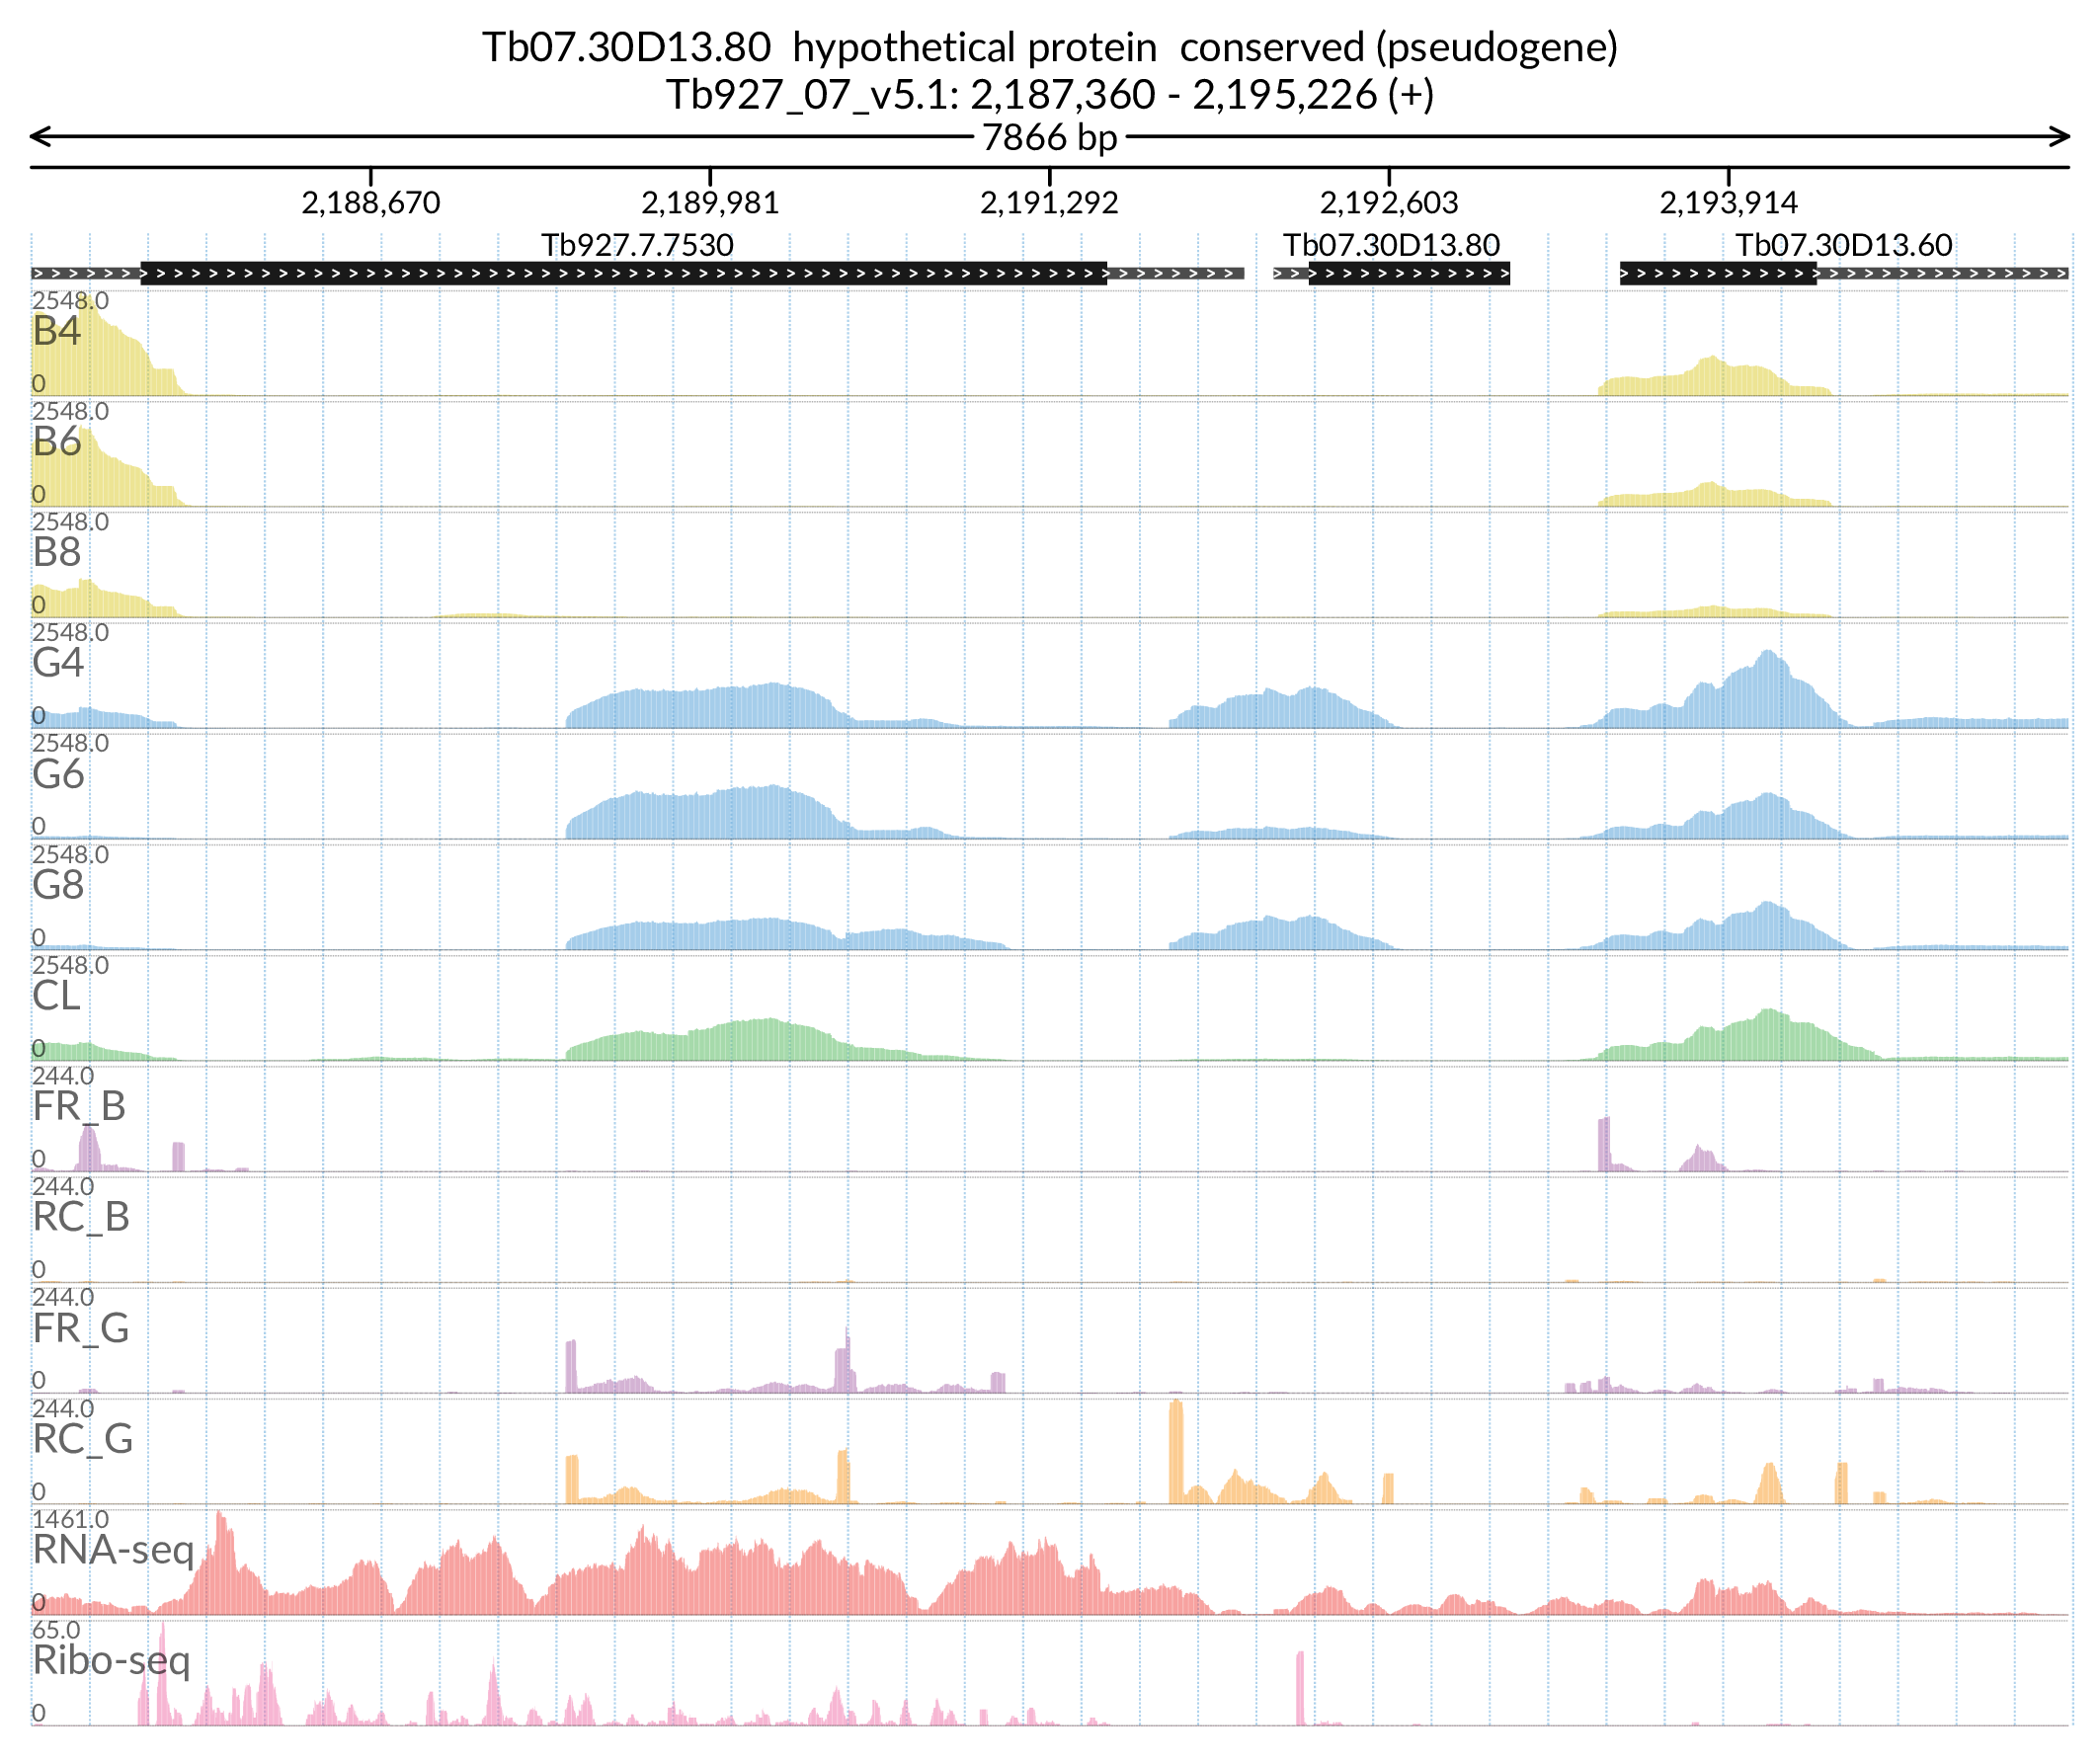 Tb07.30D13.80  hypothetical protein  conserved (pseudogene)
Tb927_07_v5.1: 2,187,360 - 2,195,226 (+)
7866 bp
2,188,670 2,189,981 2,191,292 2,192,603 2,193,914
Tb927.7.7530 Tb07.30D13.80 Tb07.30D13.60
2548.0
B4
0
2548.0
B6
0
2548.0
B8
0
2548.0
G4
0
2548.0
G6
0
2548.0
G8
0
2548.0
CL
0
244.0
FR_B
0
244.0
RC_B
0
244.0
FR_G
0
244.0
RC_G
0
1461.0
RNA-seq
0
65.0
Ribo-seq
0